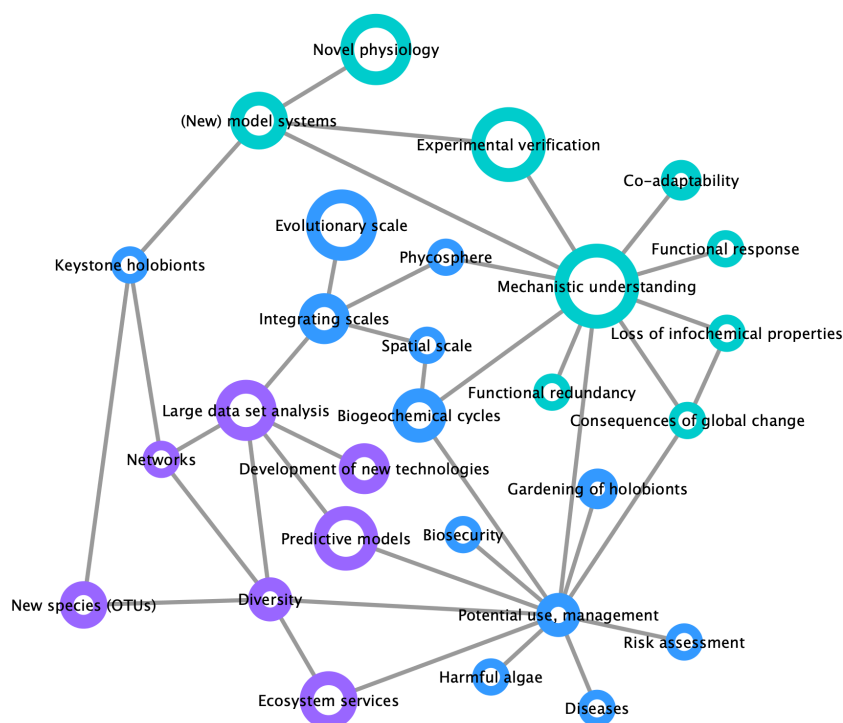 Novel physiology
(New) model systems
Experimental verification
Co-adaptability
Evolutionary scale
Functional response
Phycosphere
Keystone holobionts
Mechanistic understanding
Integrating scales
Loss of infochemical properties
Spatial scale
Functional redundancy
Large data set analysis
Biogeochemical cycles
Consequences of global change
Networks
Development of new technologies
Gardening of holobionts
Biosecurity
Predictive models
Diversity
New species (OTUs)
Potential use, management
Risk assessment
Harmful algae
Ecosystem services
Diseases